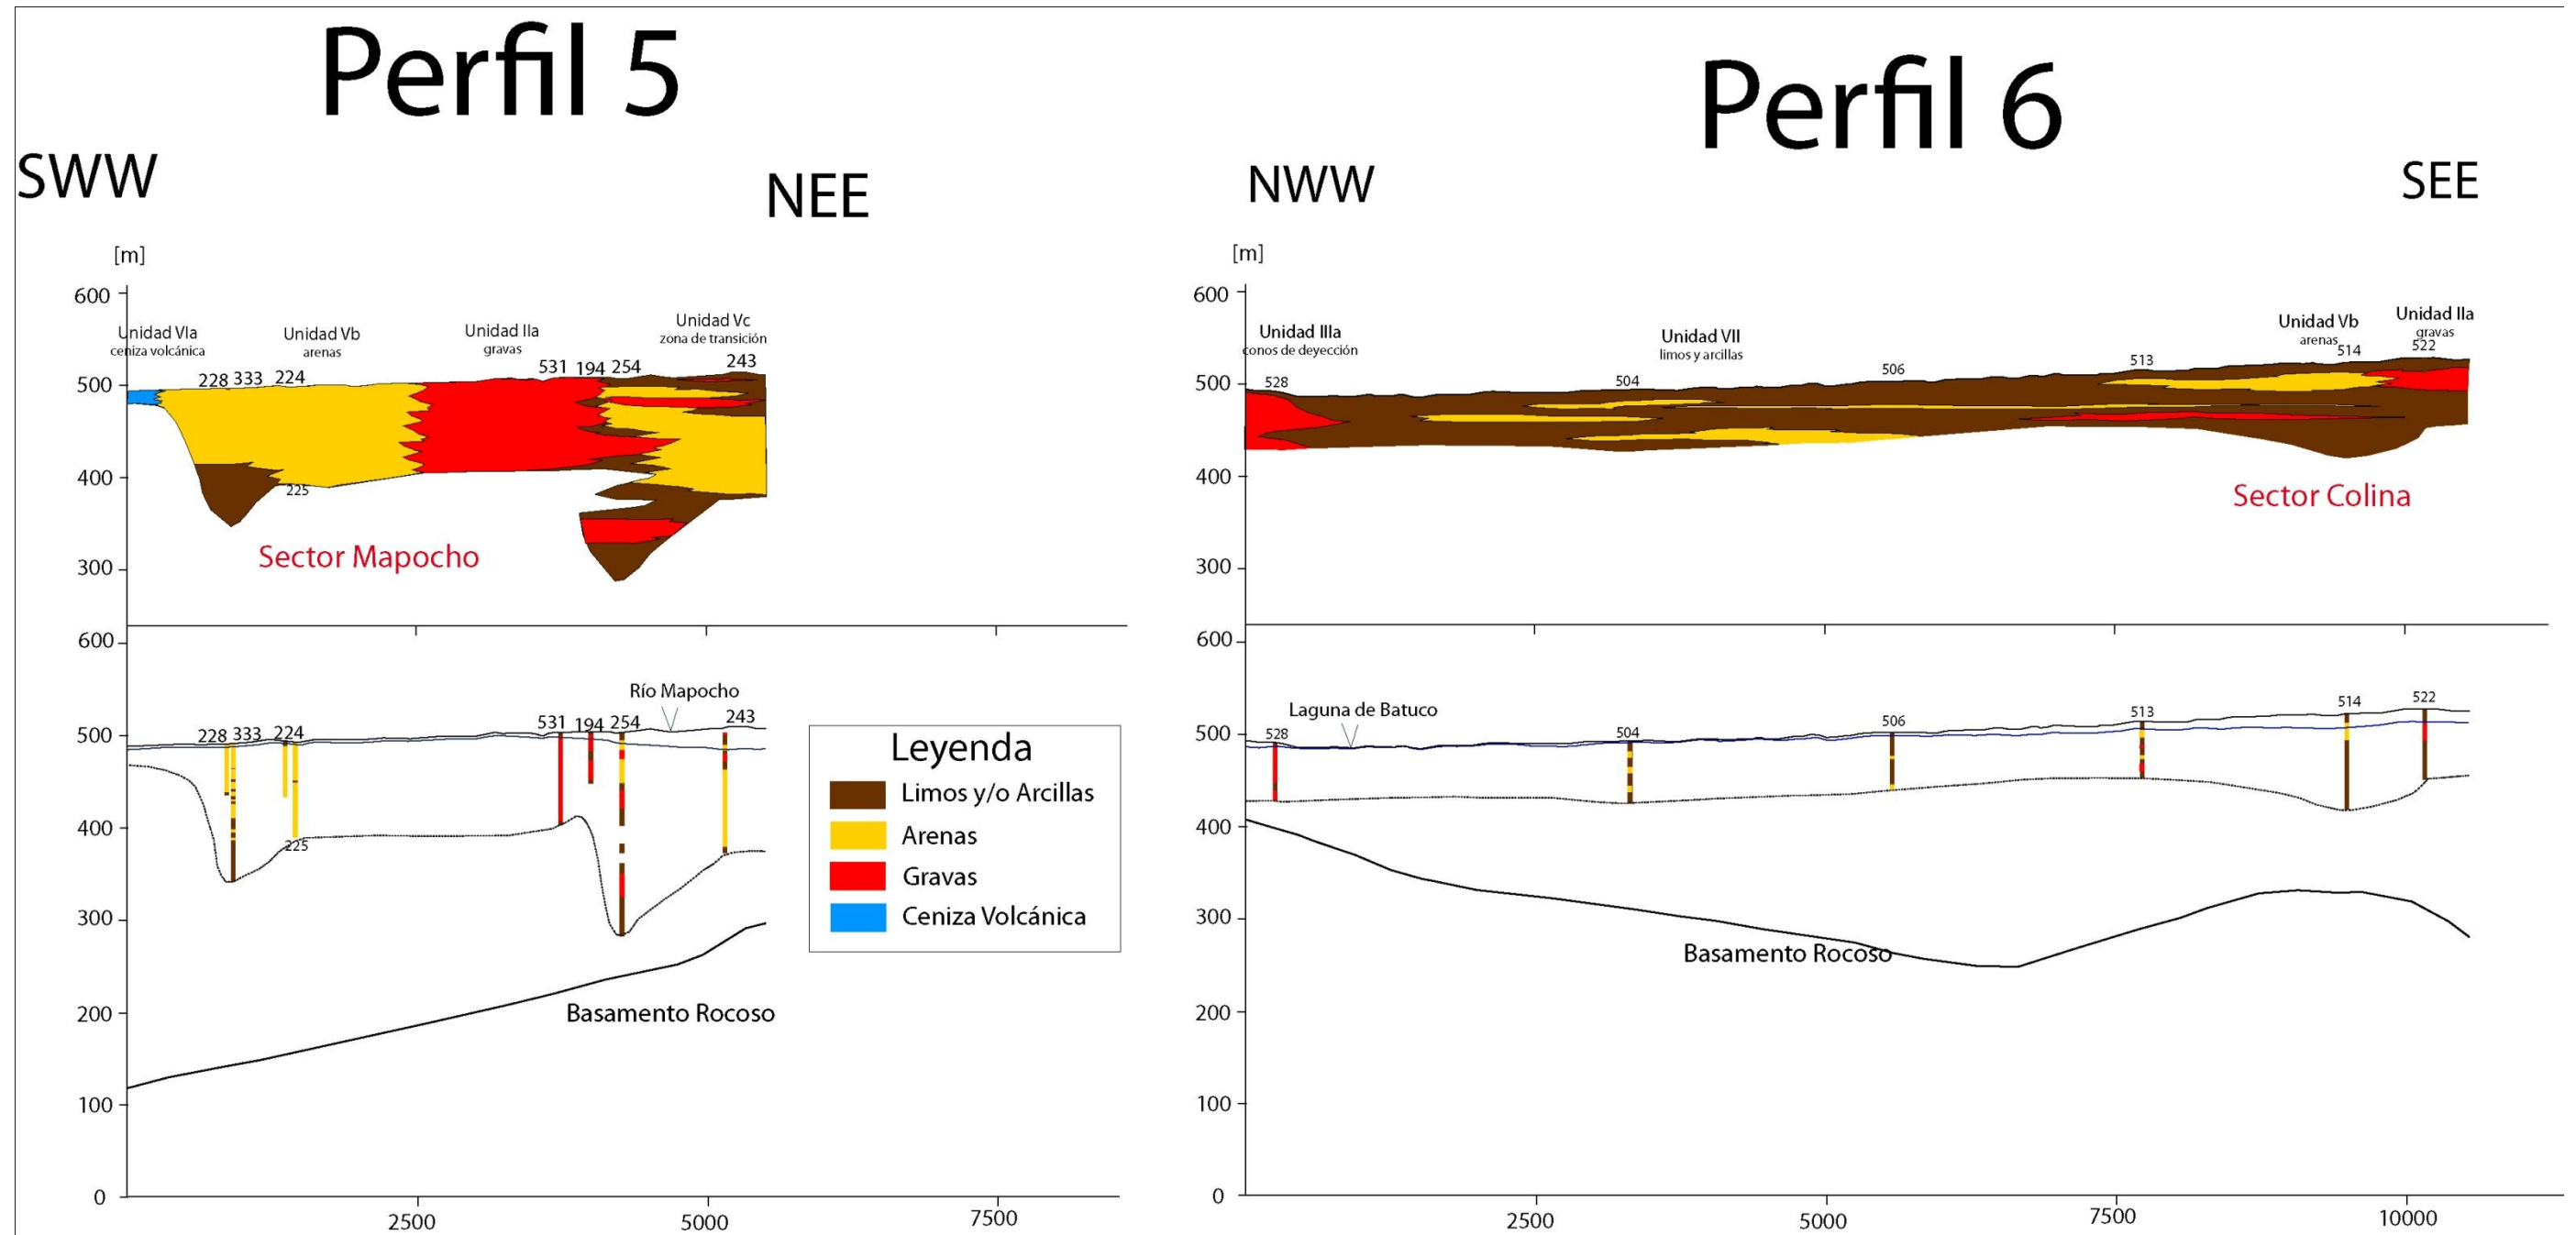 Perfil 5
SWW
NEE
[m]
600
500
400
300
Unidad VIa
ceniza volcánica
Unidad Vb
arenas
Unidad IIa
gravas
Unidad Vc
zona de transición
228 333 224
531 194 254
243
225
Sector Mapocho
600
500
400
300
200
100
0
228 333 224
531 194 254
Río Mapocho
243
225
Basamento Rocoso
2500
5000
7500
Leyenda
Limos y/o Arcillas
Arenas
Gravas
Ceniza Volcánica
Perfil 6
NWW
SEE
[m]
600
500
400
300
Unidad IIIa
conos de deyección
Unidad VII
limos y arcillas
Unidad Vb
arenas
Unidad IIa
gravas
528
504
506
513
514
522
Sector Colina
600
500
400
300
200
100
0
Laguna de Batuco
528
504
506
513
514
522
Basamento Rocoso
2500
5000
7500
10000